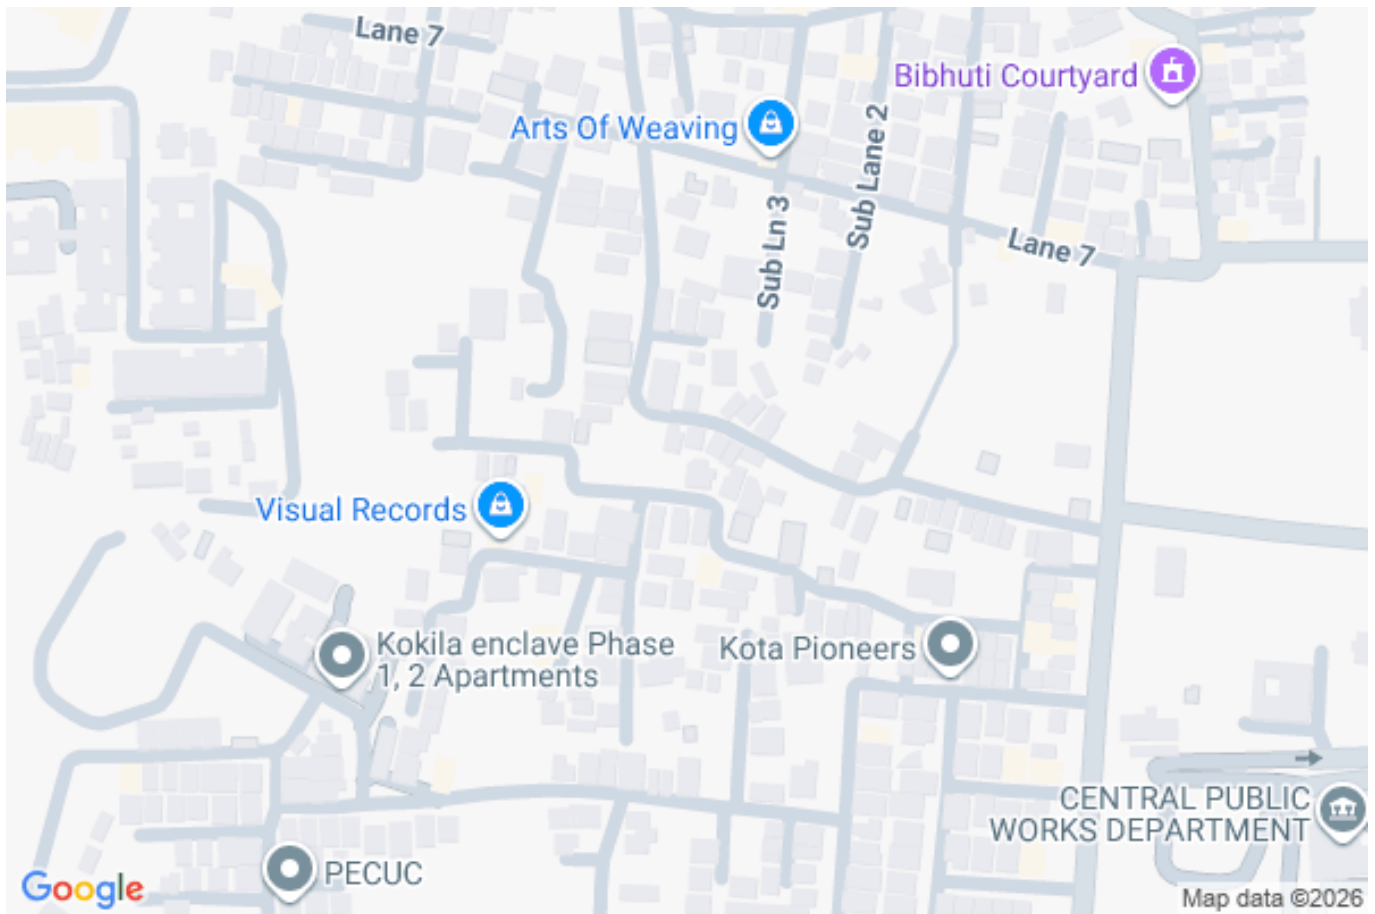 Lane 7
Bibhuti Courtyard
Arts Of Weaving
Sub Lane 2
Sub Ln 3
Lane 7
Visual Records
Kokila enclave Phase
1, 2 Apartments
Kota Pioneers
CENTRAL PUBLIC
WORKS DEPARTMENT
PECUC
Google
Map data ©2026